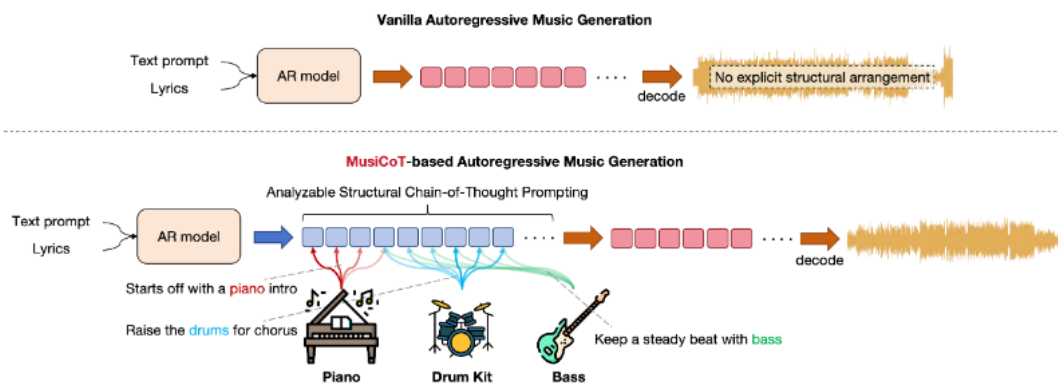 Vanilla Autoregressive Music Generation
Text prompt
Lyrics
AR model
decode
No explicit structural arrangement
MusiCoT-based Autoregressive Music Generation
Analyzable Structural Chain-of-Thought Prompting
Text prompt
Lyrics
AR model
decode
Starts off with a piano intro
Raise the drums for chorus
Keep a steady beat with bass
Piano
Drum Kit
Bass